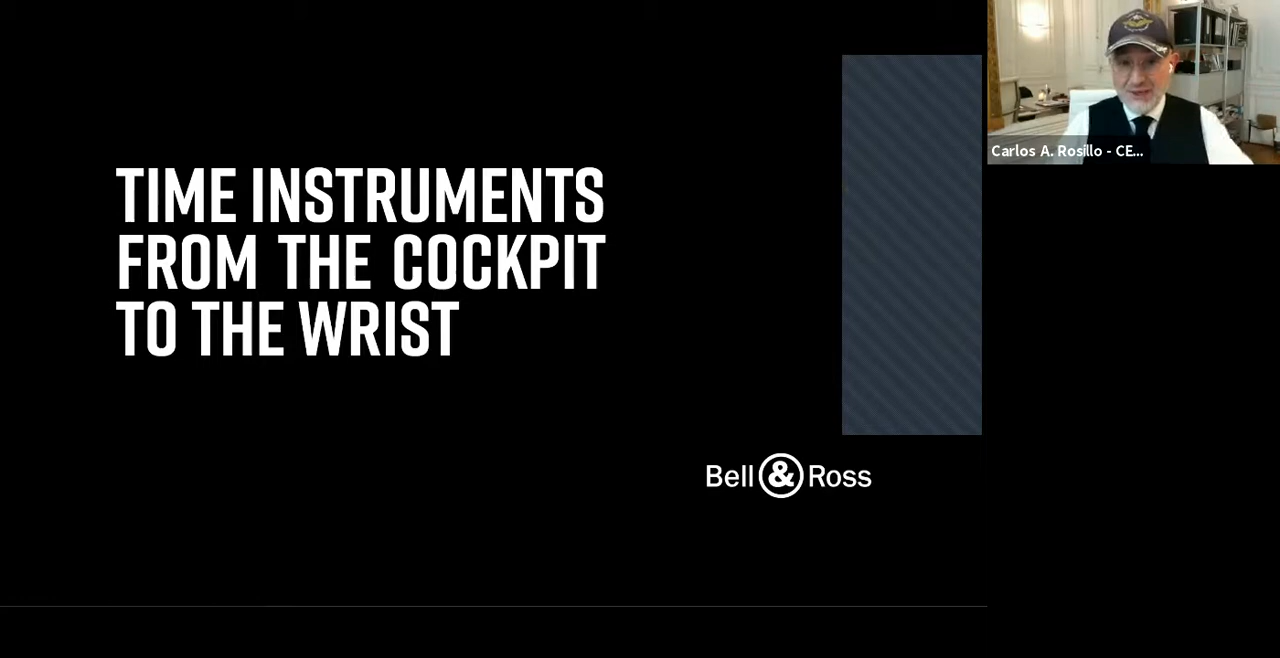 TIME INSTRUMENTS
FROM THE COCKPIT
TO THE WRIST
Bell & Ross
Carlos A. Rosillo - CE...